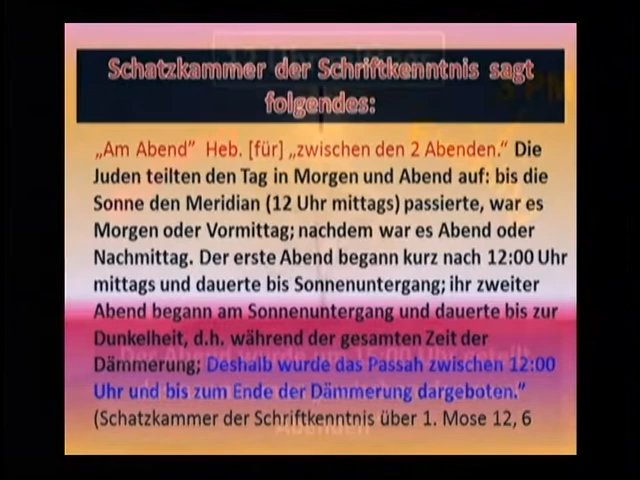 Schatzkammer der Schriftkenntnis sagt
folgendes:
„Am Abend” Heb. [für] „zwischen den 2 Abenden.“ Die
Juden teilten den Tag in Morgen und Abend auf: bis die
Sonne den Meridian (12 Uhr mittags) passierte, war es
Morgen oder Vormittag; nachdem war es Abend oder
Nachmittag. Der erste Abend begann kurz nach 12:00 Uhr
mittags und dauerte bis Sonnenuntergang; ihr zweiter
Abend begann am Sonnenuntergang und dauerte bis zur
Dunkelheit, d.h. während der gesamten Zeit der
Dämmerung; Deshalb wurde das Passah zwischen 12:00
Uhr und bis zum Ende der Dämmerung dargeboten.”
(Schatzkammer der Schriftkenntnis über 1. Mose 12, 6